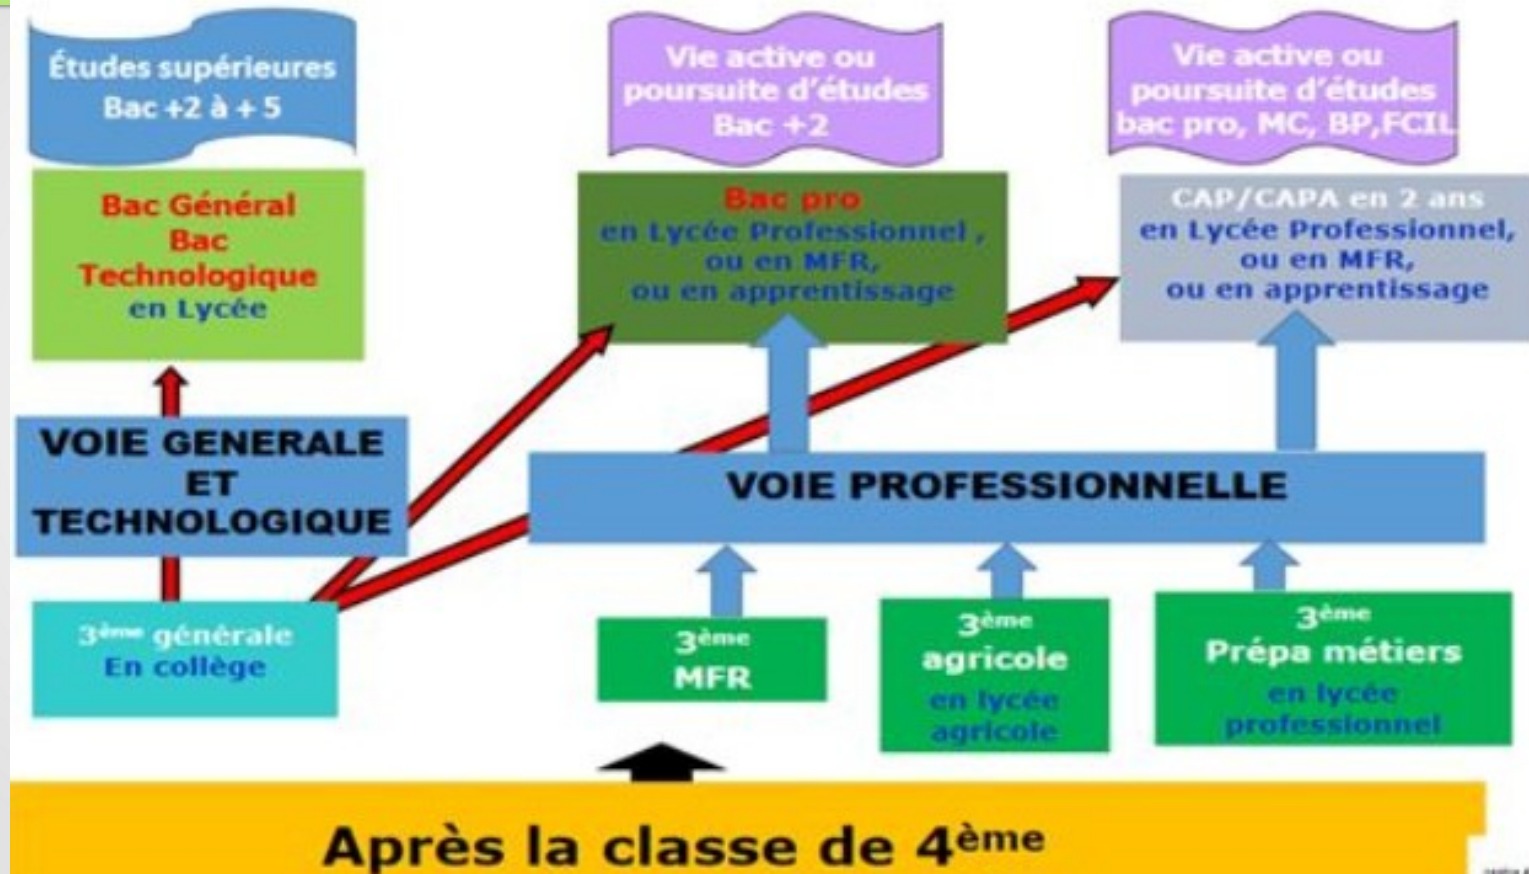 Études supérieures
Bac +2 à + 5
Vie active ou
poursuite d'études
Bac +2
Vie active ou
poursuite d'études
bac pro, MC, BP,FCIL
Bac Général
Bac
Technologique
en Lycée
Bac pro
en Lycée Professionnel ,
ou en MFR,
ou en apprentissage
CAP/CAPA en 2 ans
en Lycée Professionnel,
ou en MFR,
ou en apprentissage
VOIE GENERALE
ET
TECHNOLOGIQUE
VOIE PROFESSIONNELLE
3ème générale
En collège
3ème
MFR
3ème
agricole
en lycée
agricole
3ème
Prépa métiers
en lycée
professionnel
Après la classe de 4ème